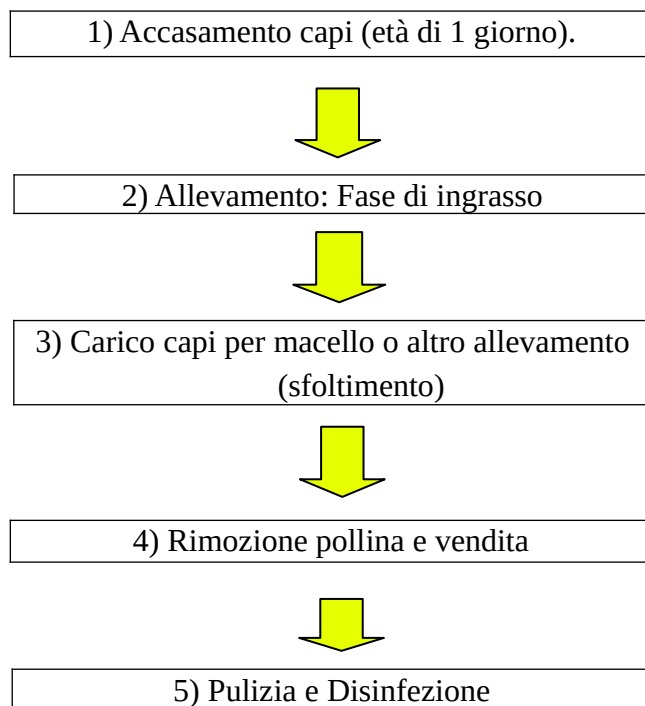 1) Accasamento capi (età di 1 giorno).
2) Allevamento: Fase di ingrasso
3) Carico capi per macello o altro allevamento
(sfoltimento)
4) Rimozione pollina e vendita
5) Pulizia e Disinfezione